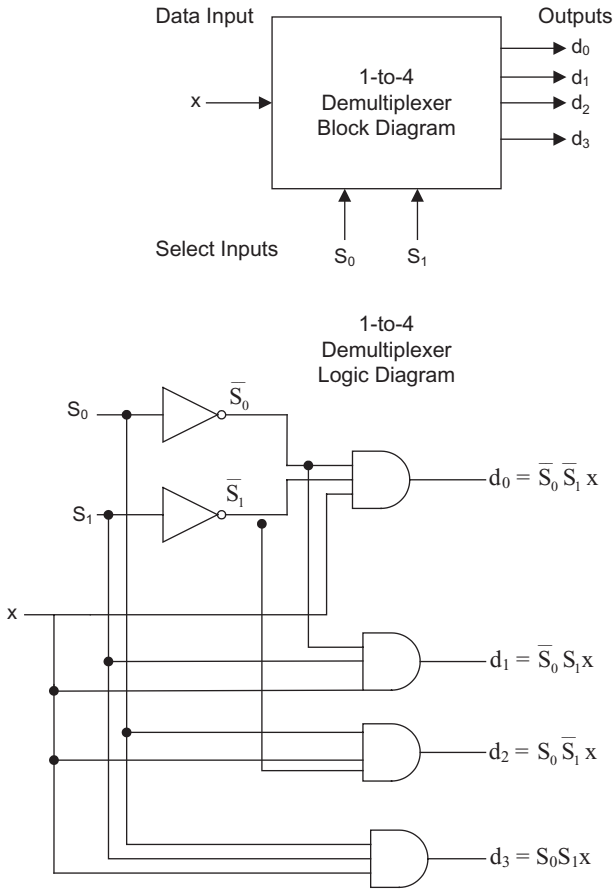 Data Input
Outputs
1-to-4
Demultiplexer
Block Diagram
x
d₀
d₁
d₂
d₃
Select Inputs
S₀
S₁
1-to-4
Demultiplexer
Logic Diagram
S₀
S̅₀
S₁
S̅₁
x
d₀ = S̅₀ S̅₁ x
d₁ = S̅₀ S₁x
d₂ = S₀ S̅₁ x
d₃ = S₀S₁x